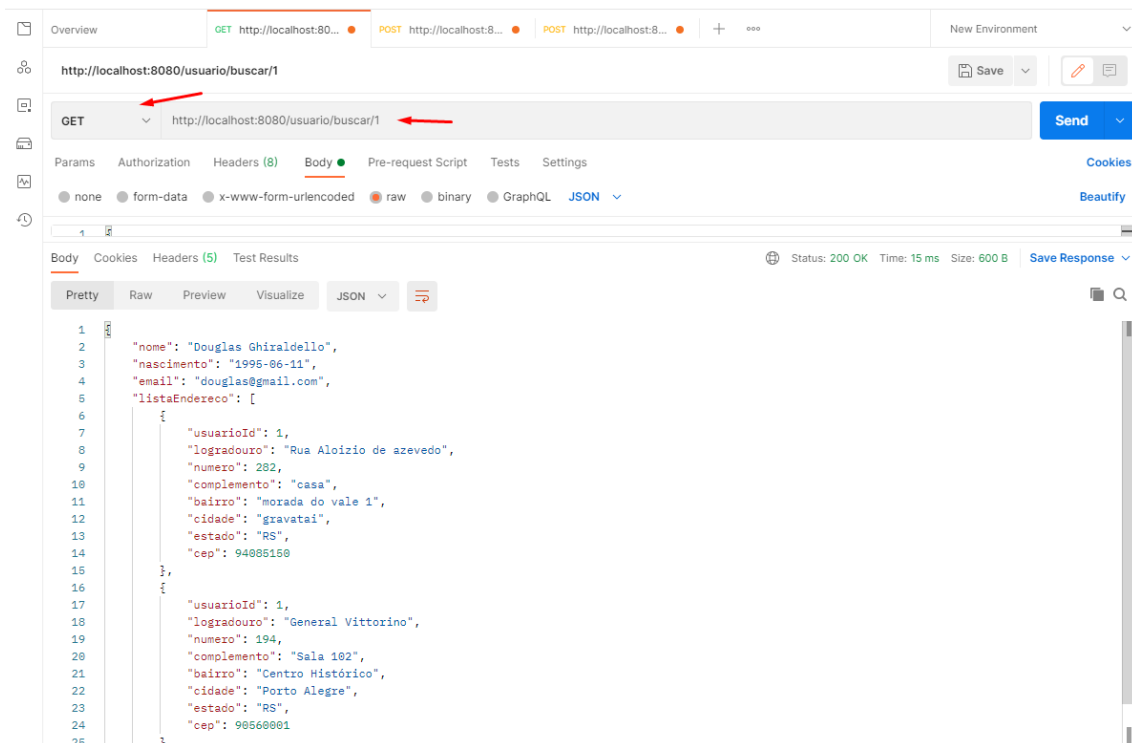 Overview GET http://localhost:80... POST http://localhost:8... POST http://localhost:8... + ooo New Environment
http://localhost:8080/usuario/buscar/1 Save
GET http://localhost:8080/usuario/buscar/1 Send
Params Authorization Headers (8) Body Pre-request Script Tests Settings Cookies
none form-data x-www-form-urlencoded raw binary GraphQL JSON Beautify
1 {
Body Cookies Headers (5) Test Results Status: 200 OK Time: 15 ms Size: 600 B Save Response
Pretty Raw Preview Visualize JSON
1 {
2 "nome": "Douglas Ghiraldello",
3 "nascimento": "1995-06-11",
4 "email": "douglas@gmail.com",
5 "listaEndereco": [
6 {
7 "usuarioId": 1,
8 "logradouro": "Rua Aloizio de azevedo",
9 "numero": 282,
10 "complemento": "casa",
11 "bairro": "morada do vale 1",
12 "cidade": "gravatai",
13 "estado": "RS",
14 "cep": 94085150
15 },
16 {
17 "usuarioId": 1,
18 "logradouro": "General Vittorino",
19 "numero": 194,
20 "complemento": "Sala 102",
21 "bairro": "Centro Histórico",
22 "cidade": "Porto Alegre",
23 "estado": "RS",
24 "cep": 90560001
25 }